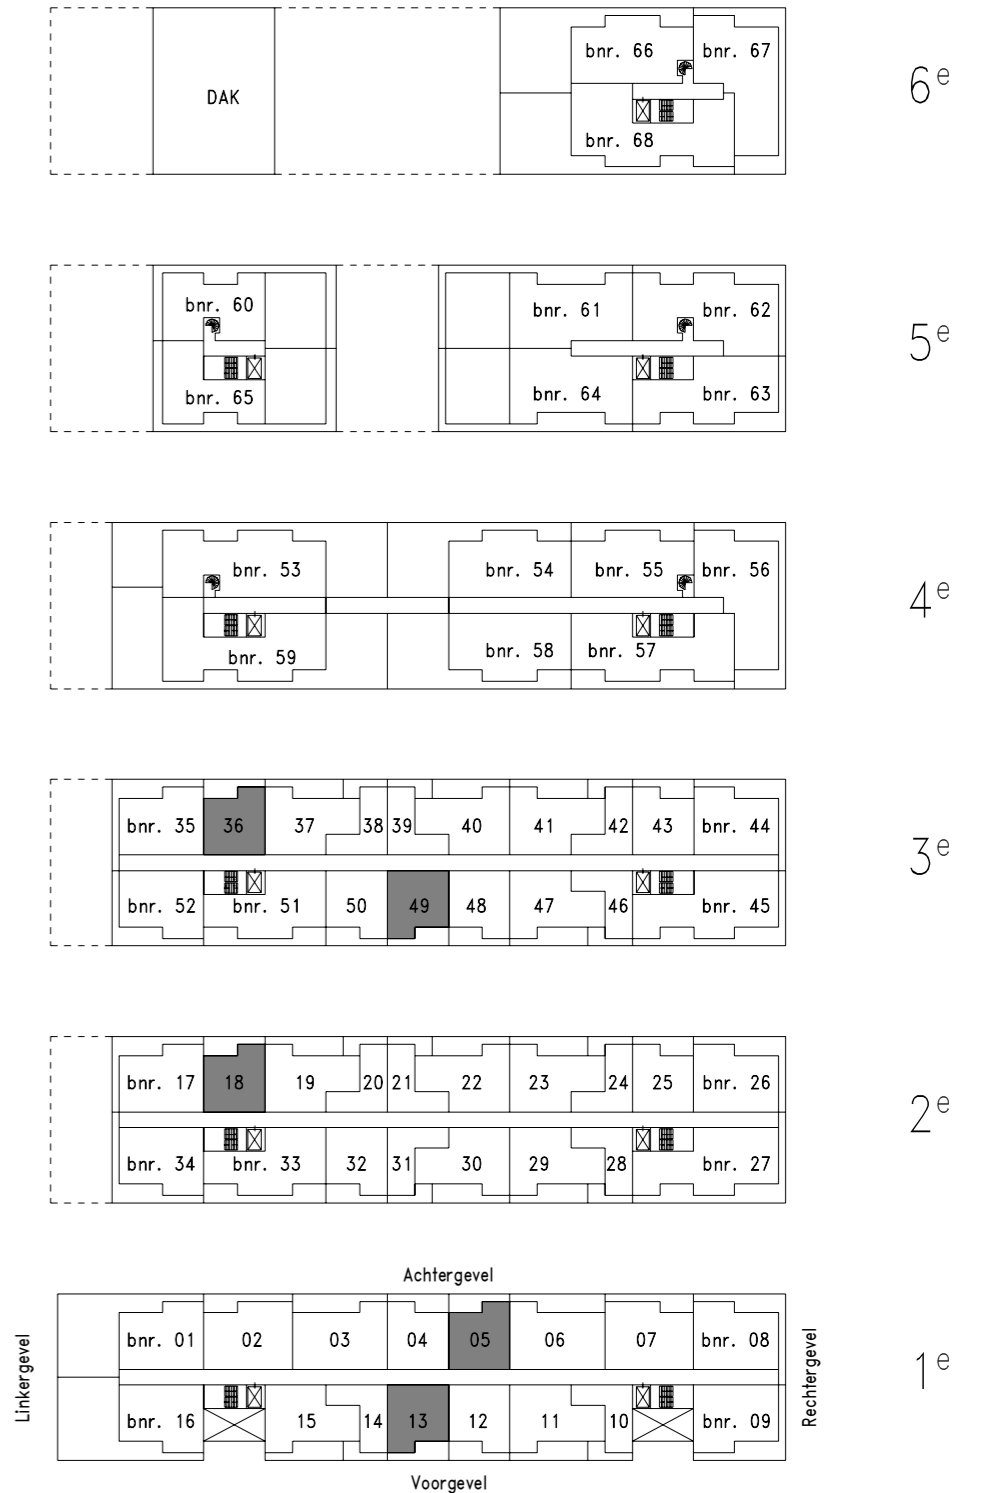 bnr. 66 bnr. 67
DAK
bnr. 68
6e
bnr. 60 bnr. 61 bnr. 62
bnr. 65 bnr. 64 bnr. 63
5e
bnr. 53 bnr. 54 bnr. 55 bnr. 56
bnr. 59 bnr. 58 bnr. 57
4e
bnr. 35 36 37 38 39 40 41 42 43 bnr. 44
bnr. 52 bnr. 51 50 49 48 47 46 bnr. 45
3e
bnr. 17 18 19 20 21 22 23 24 25 bnr. 26
bnr. 34 bnr. 33 32 31 30 29 28 bnr. 27
2e
Achtergevel
bnr. 01 02 03 04 05 06 07 bnr. 08
bnr. 16 15 14 13 12 11 10 bnr. 09
1e
Linkergevel
Rechtergevel
Voorgevel